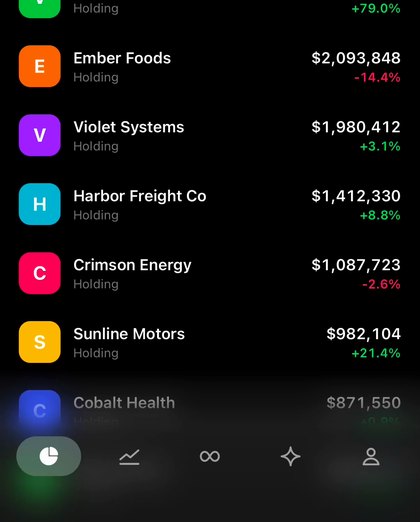 V
Holding
+79.0%
E
Ember Foods
$2,093,848
Holding
-14.4%
V
Violet Systems
$1,980,412
Holding
+3.1%
H
Harbor Freight Co
$1,412,330
Holding
+8.8%
C
Crimson Energy
$1,087,723
Holding
-2.6%
S
Sunline Motors
$982,104
Holding
+21.4%
C
Cobalt Health
$871,550
Holding